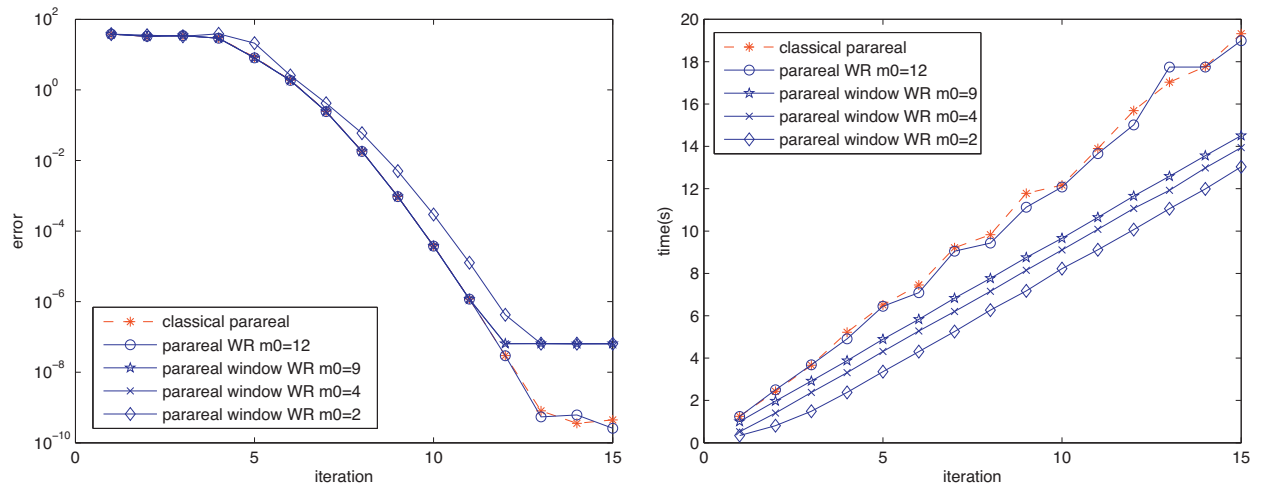 10^2
10^0
10^-2
10^-4
10^-6
10^-8
10^-10
error
0
5
10
15
iteration
classical parareal
parareal WR m0=12
parareal window WR m0=9
parareal window WR m0=4
parareal window WR m0=2
20
18
16
14
12
10
8
6
4
2
0
time(s)
0
5
10
15
iteration
classical parareal
parareal WR m0=12
parareal window WR m0=9
parareal window WR m0=4
parareal window WR m0=2